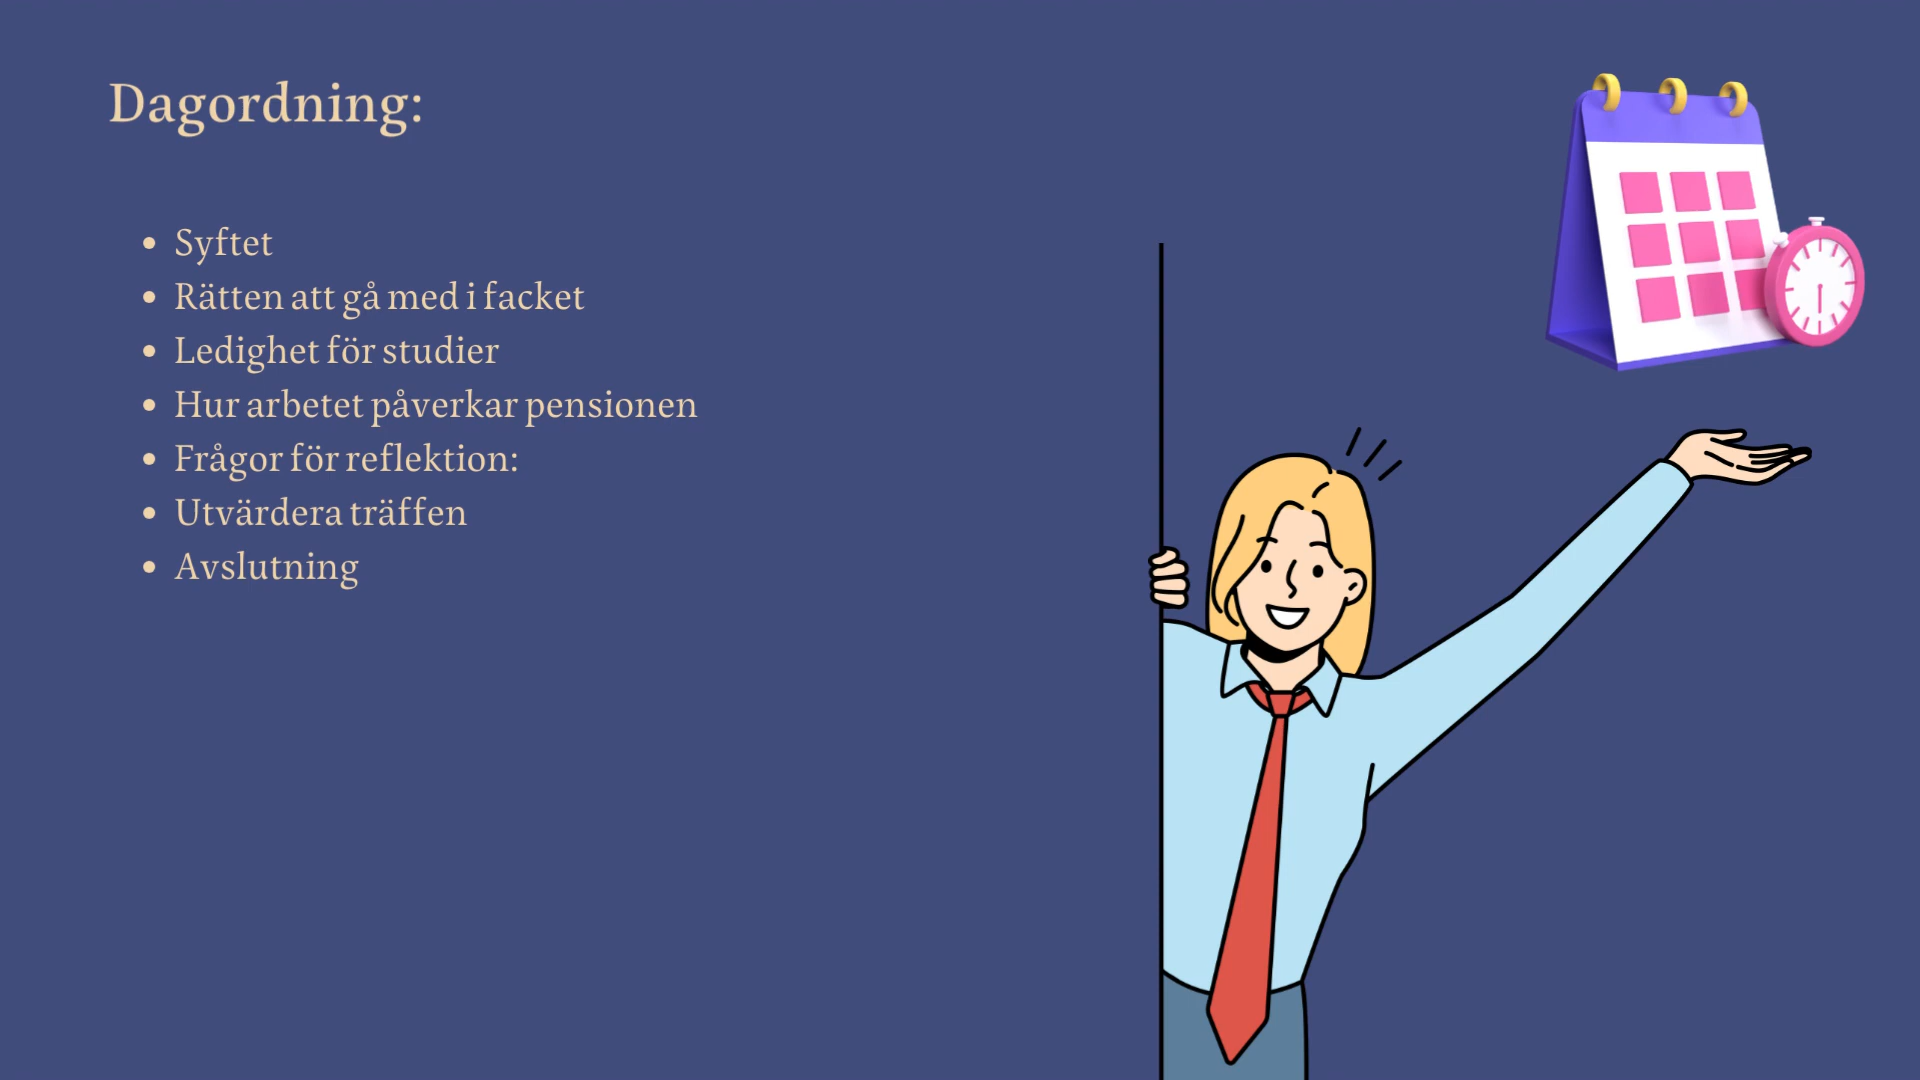 Dagordning:
• Syftet
• Rätten att gå med i facket
• Ledighet för studier
• Hur arbetet påverkar pensionen
• Frågor för reflektion:
• Utvärdera träffen
• Avslutning